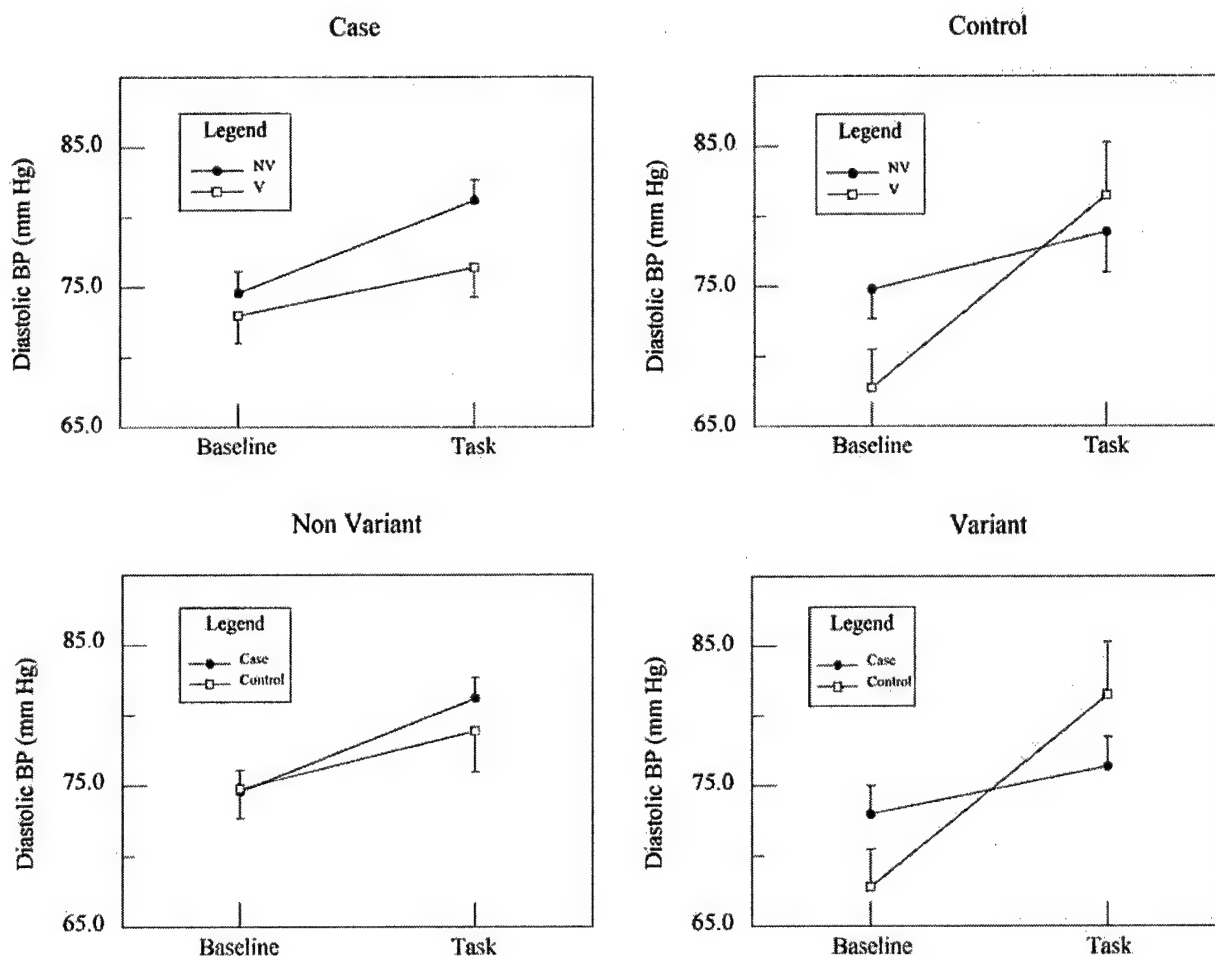 Case
Legend
NV
V
85.0
75.0
65.0
Diastolic BP (mm Hg)
Baseline Task
Control
Legend
NV
V
85.0
75.0
65.0
Diastolic BP (mm Hg)
Baseline Task
Non Variant
Legend
Case
Control
85.0
75.0
65.0
Diastolic BP (mm Hg)
Baseline Task
Variant
Legend
Case
Control
85.0
75.0
65.0
Diastolic BP (mm Hg)
Baseline Task